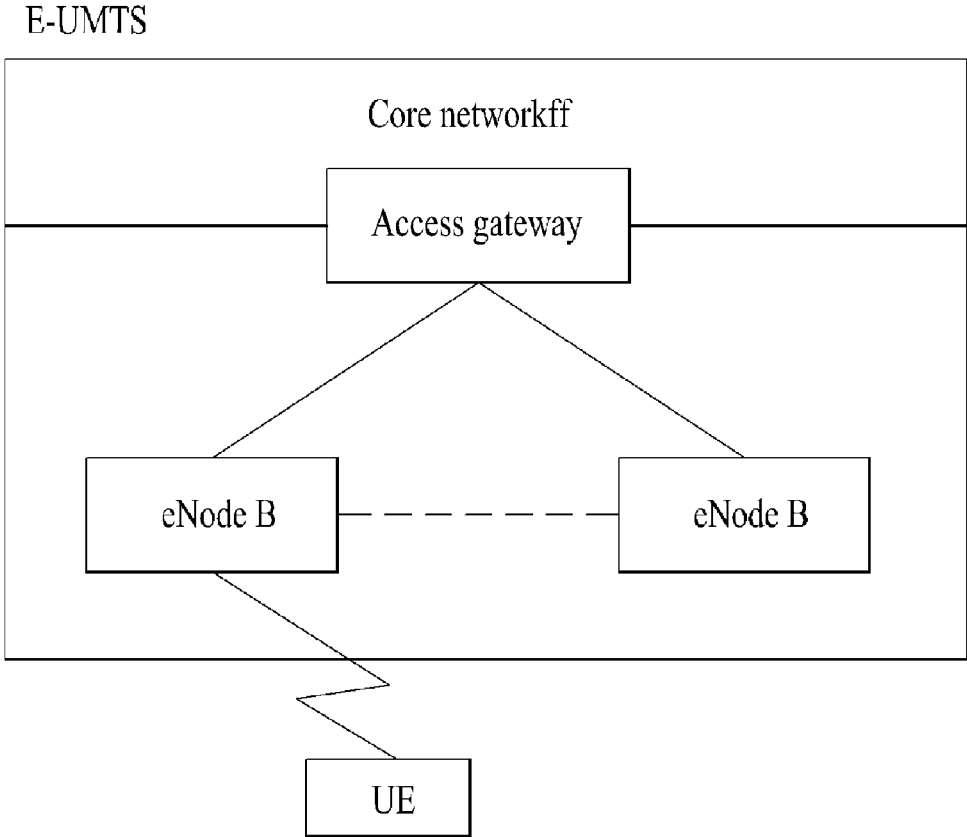 E-UMTS
Core networkff
Access gateway
eNode B
eNode B
UE